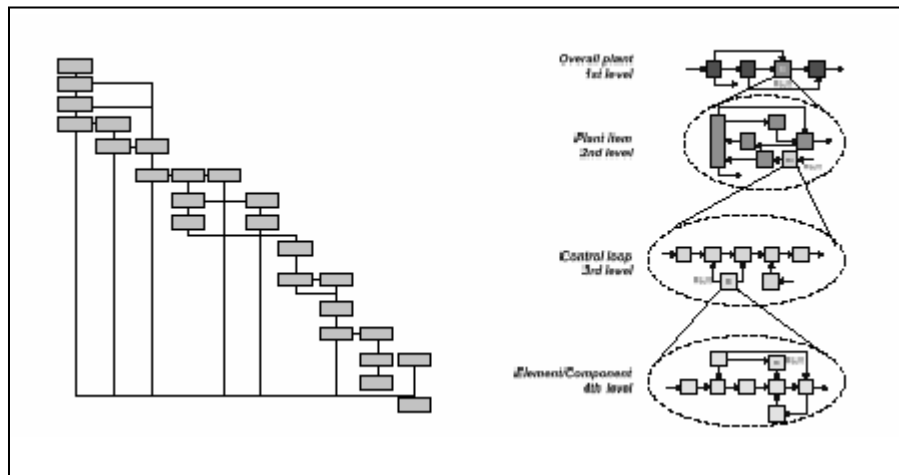 Overall plant
1st level
Plant item
2nd level
Control loop
3rd level
Element/Component
4th level